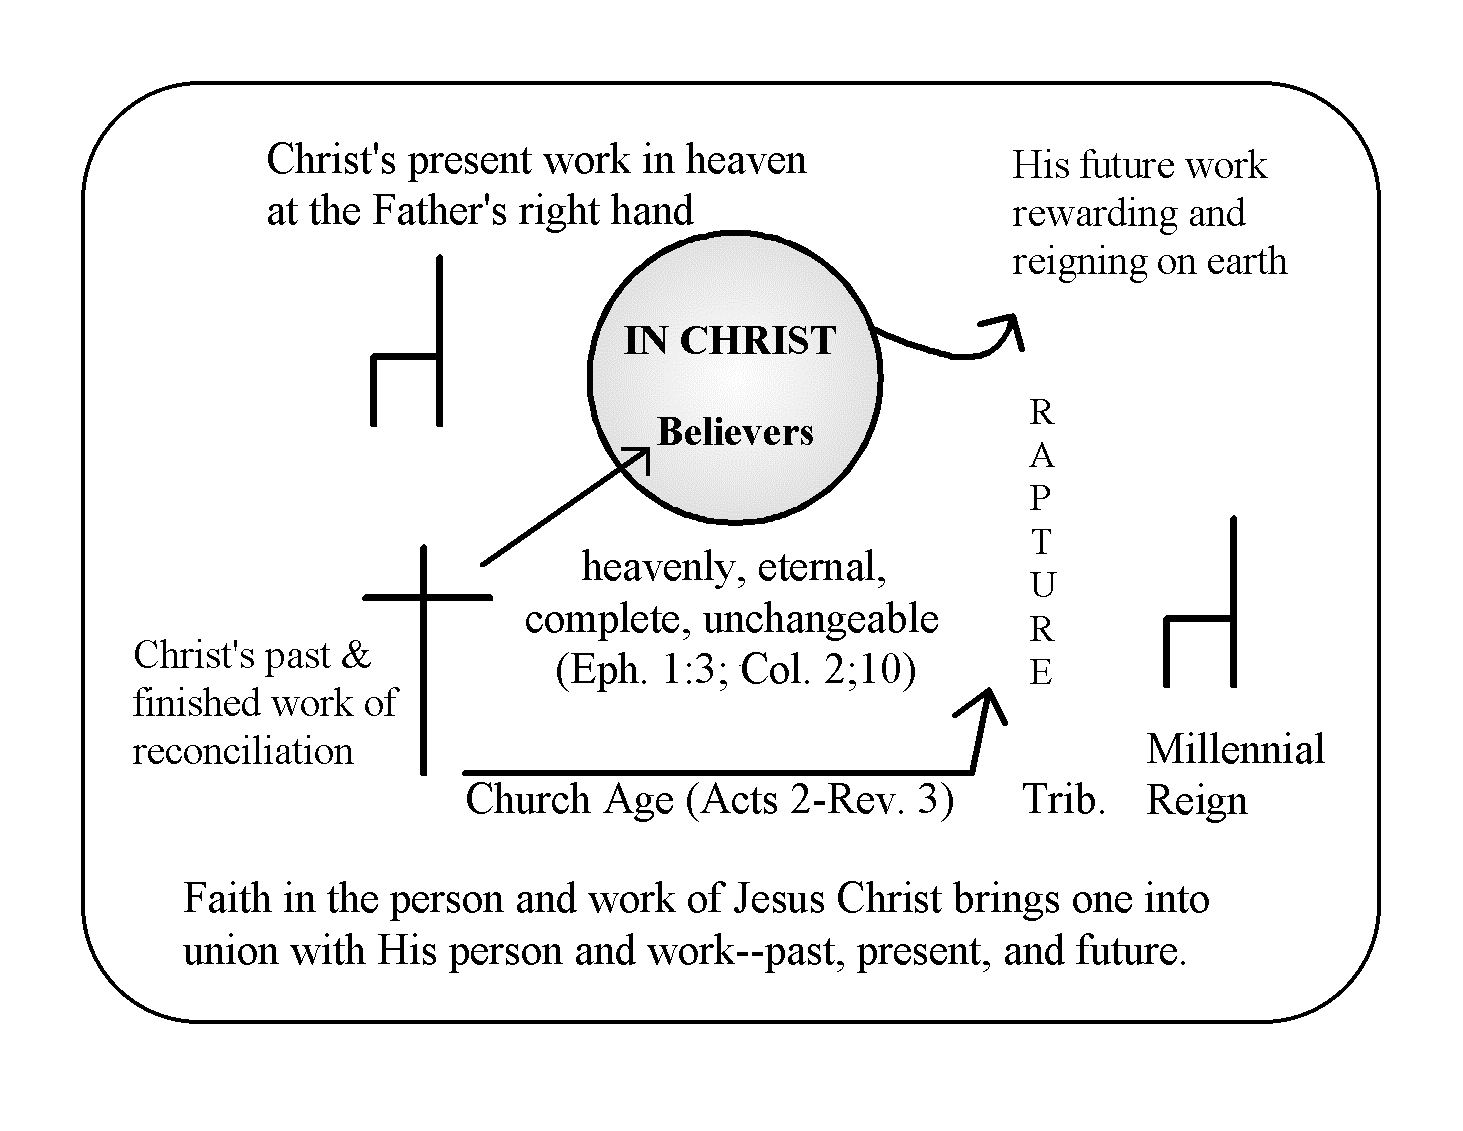 Christ's present work in heaven
at the Father's right hand
His future work
rewarding and
reigning on earth
IN CHRIST
Believers
heavenly, eternal,
complete, unchangeable
(Eph. 1:3; Col. 2;10)
R
A
P
T
U
R
E
Christ's past &
finished work of
reconciliation
Church Age (Acts 2-Rev. 3)
Trib.
Millennial
Reign
Faith in the person and work of Jesus Christ brings one into
union with His person and work--past, present, and future.